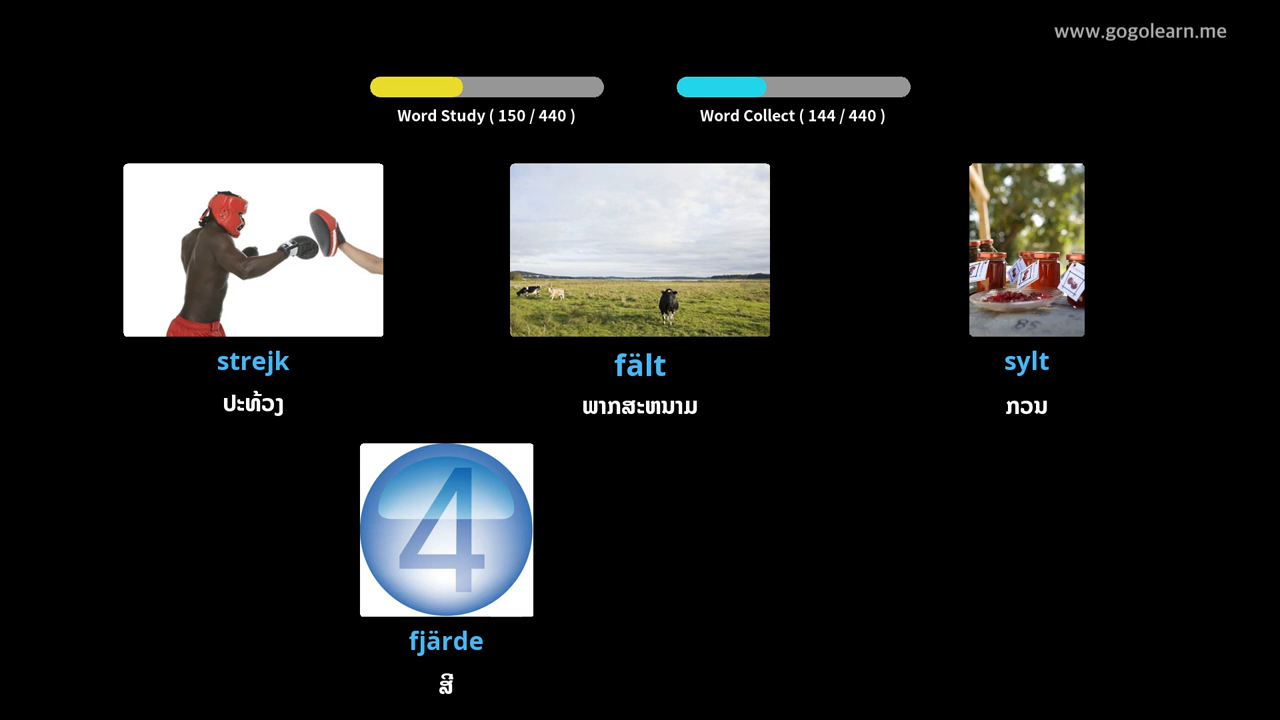 www.gogolearn.me
Word Study ( 150 / 440 )
Word Collect ( 144 / 440 )
strejk
fält
sylt
ປະທ້ວງ
ພາກສະຫນາມ
ກວນ
4
fjärde
ສີ່